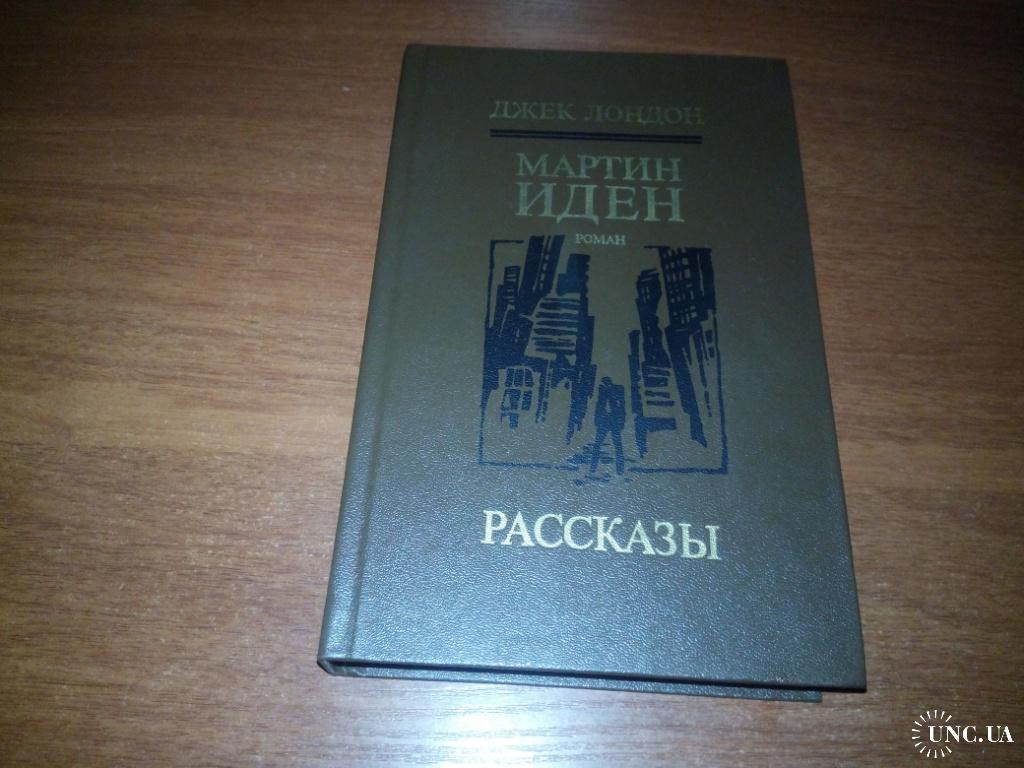 ДЖЕК ЛОНДОН
МАРТИН
ИДЕН
РОМАН
РАССКАЗЫ
UNC.UA